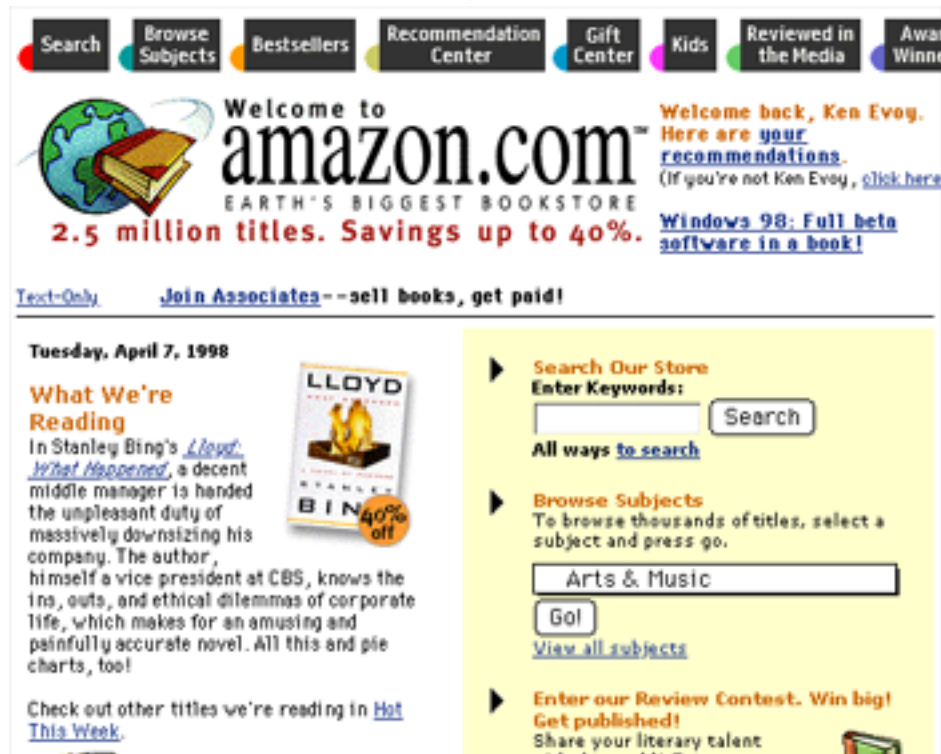 Search
Browse
Subjects
Bestsellers
Recommendation
Center
Gift
Center
Kids
Reviewed in
the Media
Awar
Winne
Welcome to
amazon.com™
EARTH'S BIGGEST BOOKSTORE
2.5 million titles. Savings up to 40%.
Welcome back, Ken Evoy.
Here are your
recommendations.
(If you're not Ken Evoy, click here
Windows 98: Full beta
software in a book!
Text-Only
Join Associates--sell books, get paid!
Tuesday, April 7, 1998
What We're
Reading
In Stanley Bing's Lloyd:
What Happened, a decent
middle manager is handed
the unpleasant duty of
massively downsizing his
company. The author,
himself a vice president at CBS, knows the
ins, outs, and ethical dilemmas of corporate
life, which makes for an amusing and
painfully accurate novel. All this and pie
charts, too!
LLOYD
STANLEY
BIN
40%
off
Check out other titles we're reading in Hot
This Week.
Search Our Store
Enter Keywords:
Search
All ways to search
Browse Subjects
To browse thousands of titles, select a
subject and press go.
Arts & Music
Go!
View all subjects
Enter our Review Contest. Win big!
Get published!
Share your literary talent